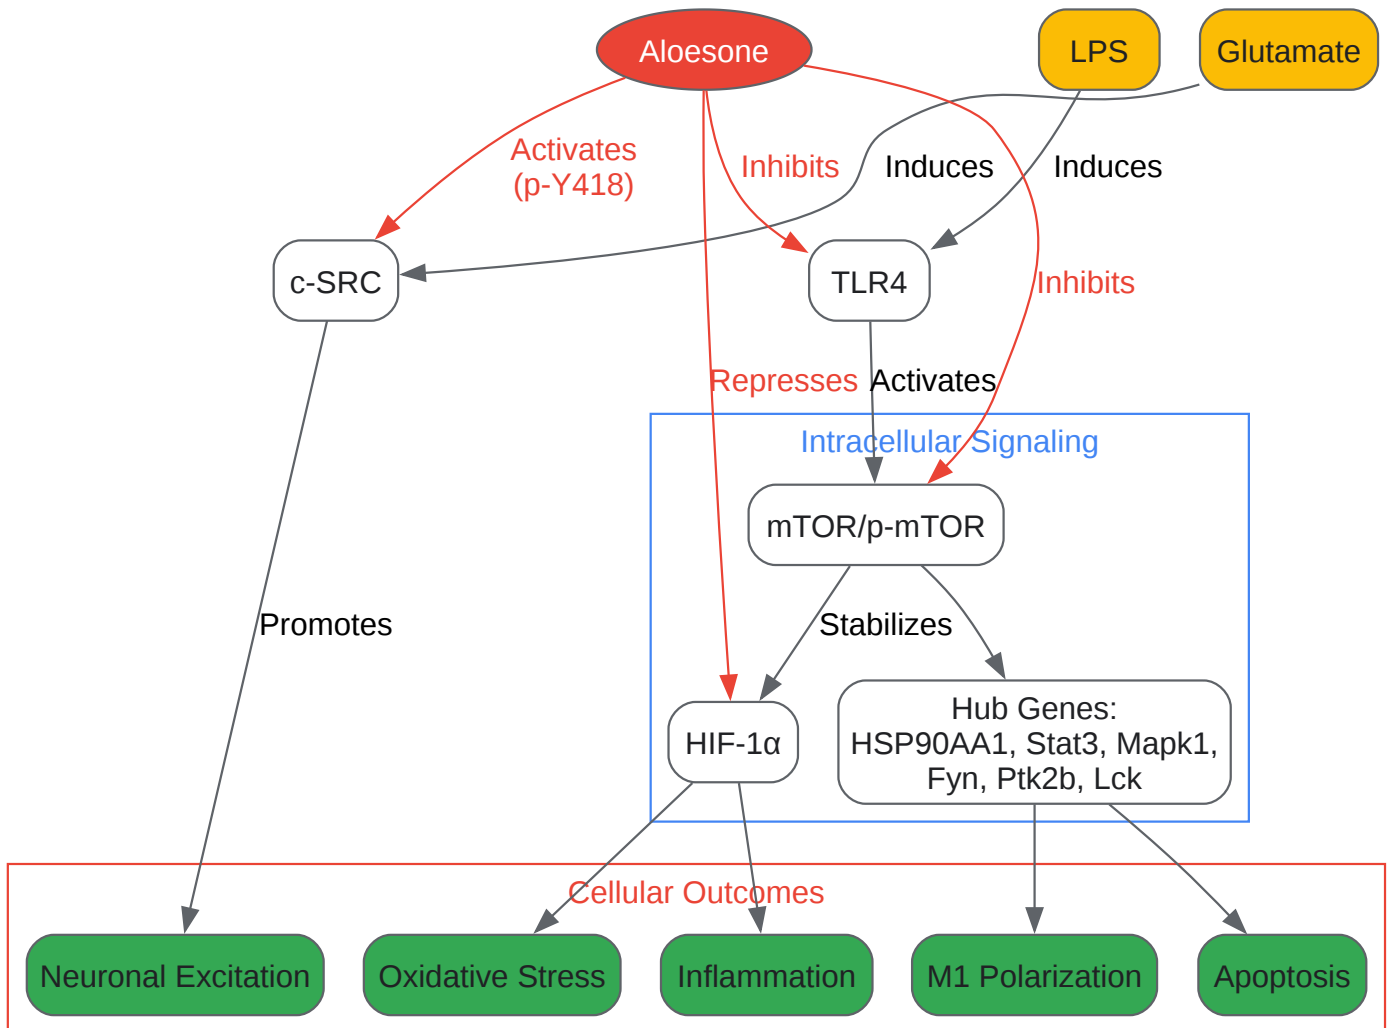 Aloesone
LPS
Glutamate
Activates
(p-Y418)
Inhibits
Induces
Induces
c-SRC
TLR4
Inhibits
Represses
Activates
Intracellular Signaling
mTOR/p-mTOR
Promotes
Stabilizes
HIF-1α
Hub Genes:
HSP90AA1, Stat3, Mapk1,
Fyn, Ptk2b, Lck
Cellular Outcomes
Neuronal Excitation
Oxidative Stress
Inflammation
M1 Polarization
Apoptosis